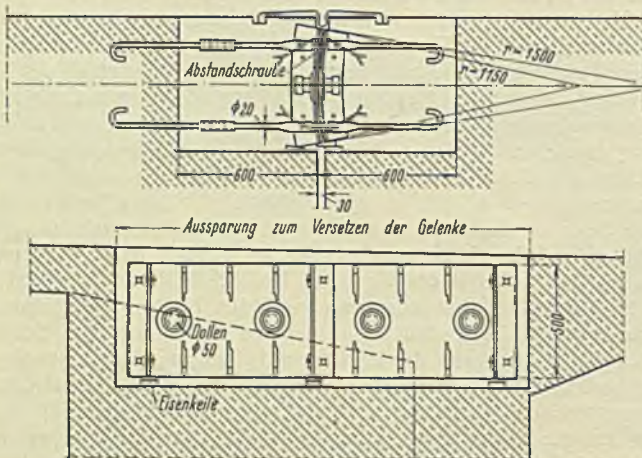 r=1500
r=1150
Abstandschraube
φ20
600
600
30
Aussparung zum Versetzen der Gelenke
Dollen
φ50
500
Eisenkeile